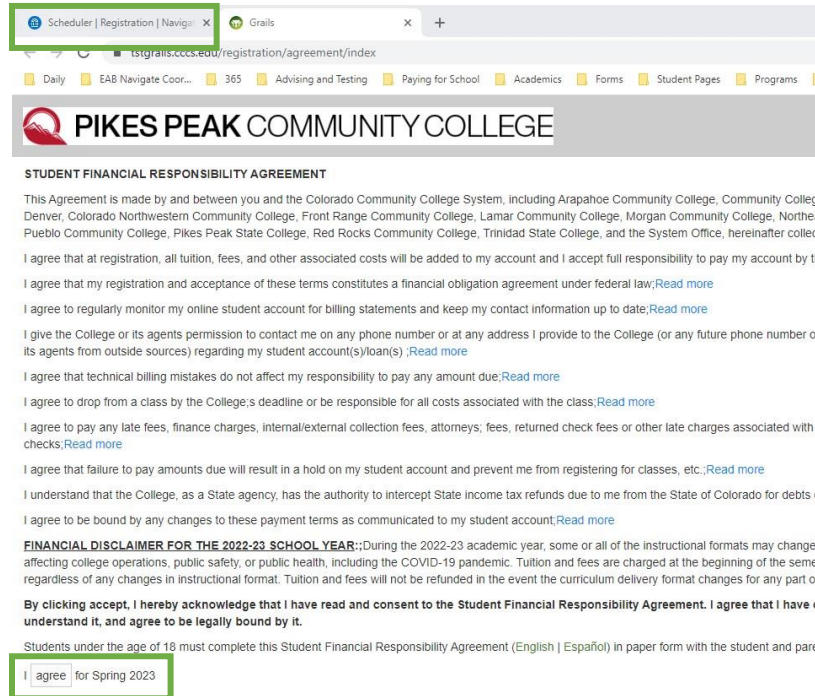 Scheduler | Registration | Navigat
Grails
tstgrails.cccs.edu/registration/agreement/index
Daily EAB Navigate Coor... 365 Advising and Testing Paying for School Academics Forms Student Pages Programs
PIKES PEAK COMMUNITY COLLEGE
STUDENT FINANCIAL RESPONSIBILITY AGREEMENT
This Agreement is made by and between you and the Colorado Community College System, including Arapahoe Community College, Community Colleg
Denver, Colorado Northwestern Community College, Front Range Community College, Lamar Community College, Morgan Community College, Northea
Pueblo Community College, Pikes Peak State College, Red Rocks Community College, Trinidad State College, and the System Office, hereinafter collec
I agree that at registration, all tuition, fees, and other associated costs will be added to my account and I accept full responsibility to pay my account by t
I agree that my registration and acceptance of these terms constitutes a financial obligation agreement under federal law;Read more
I agree to regularly monitor my online student account for billing statements and keep my contact information up to date;Read more
I give the College or its agents permission to contact me on any phone number or at any address I provide to the College (or any future phone number o
its agents from outside sources) regarding my student account(s)/loan(s) ;Read more
I agree that technical billing mistakes do not affect my responsibility to pay any amount due;Read more
I agree to drop from a class by the College;s deadline or be responsible for all costs associated with the class;Read more
I agree to pay any late fees, finance charges, internal/external collection fees, attorneys; fees, returned check fees or other late charges associated with
checks;Read more
I agree that failure to pay amounts due will result in a hold on my student account and prevent me from registering for classes, etc.;Read more
I understand that the College, as a State agency, has the authority to intercept State income tax refunds due to me from the State of Colorado for debts
I agree to be bound by any changes to these payment terms as communicated to my student account;Read more
FINANCIAL DISCLAIMER FOR THE 2022-23 SCHOOL YEAR:;During the 2022-23 academic year, some or all of the instructional formats may change
affecting college operations, public safety, or public health, including the COVID-19 pandemic. Tuition and fees are charged at the beginning of the seme
regardless of any changes in instructional format. Tuition and fees will not be refunded in the event the curriculum delivery format changes for any part o
By clicking accept, I hereby acknowledge that I have read and consent to the Student Financial Responsibility Agreement. I agree that I have
understand it, and agree to be legally bound by it.
Students under the age of 18 must complete this Student Financial Responsibility Agreement (English | Español) in paper form with the student and pare
I agree for Spring 2023